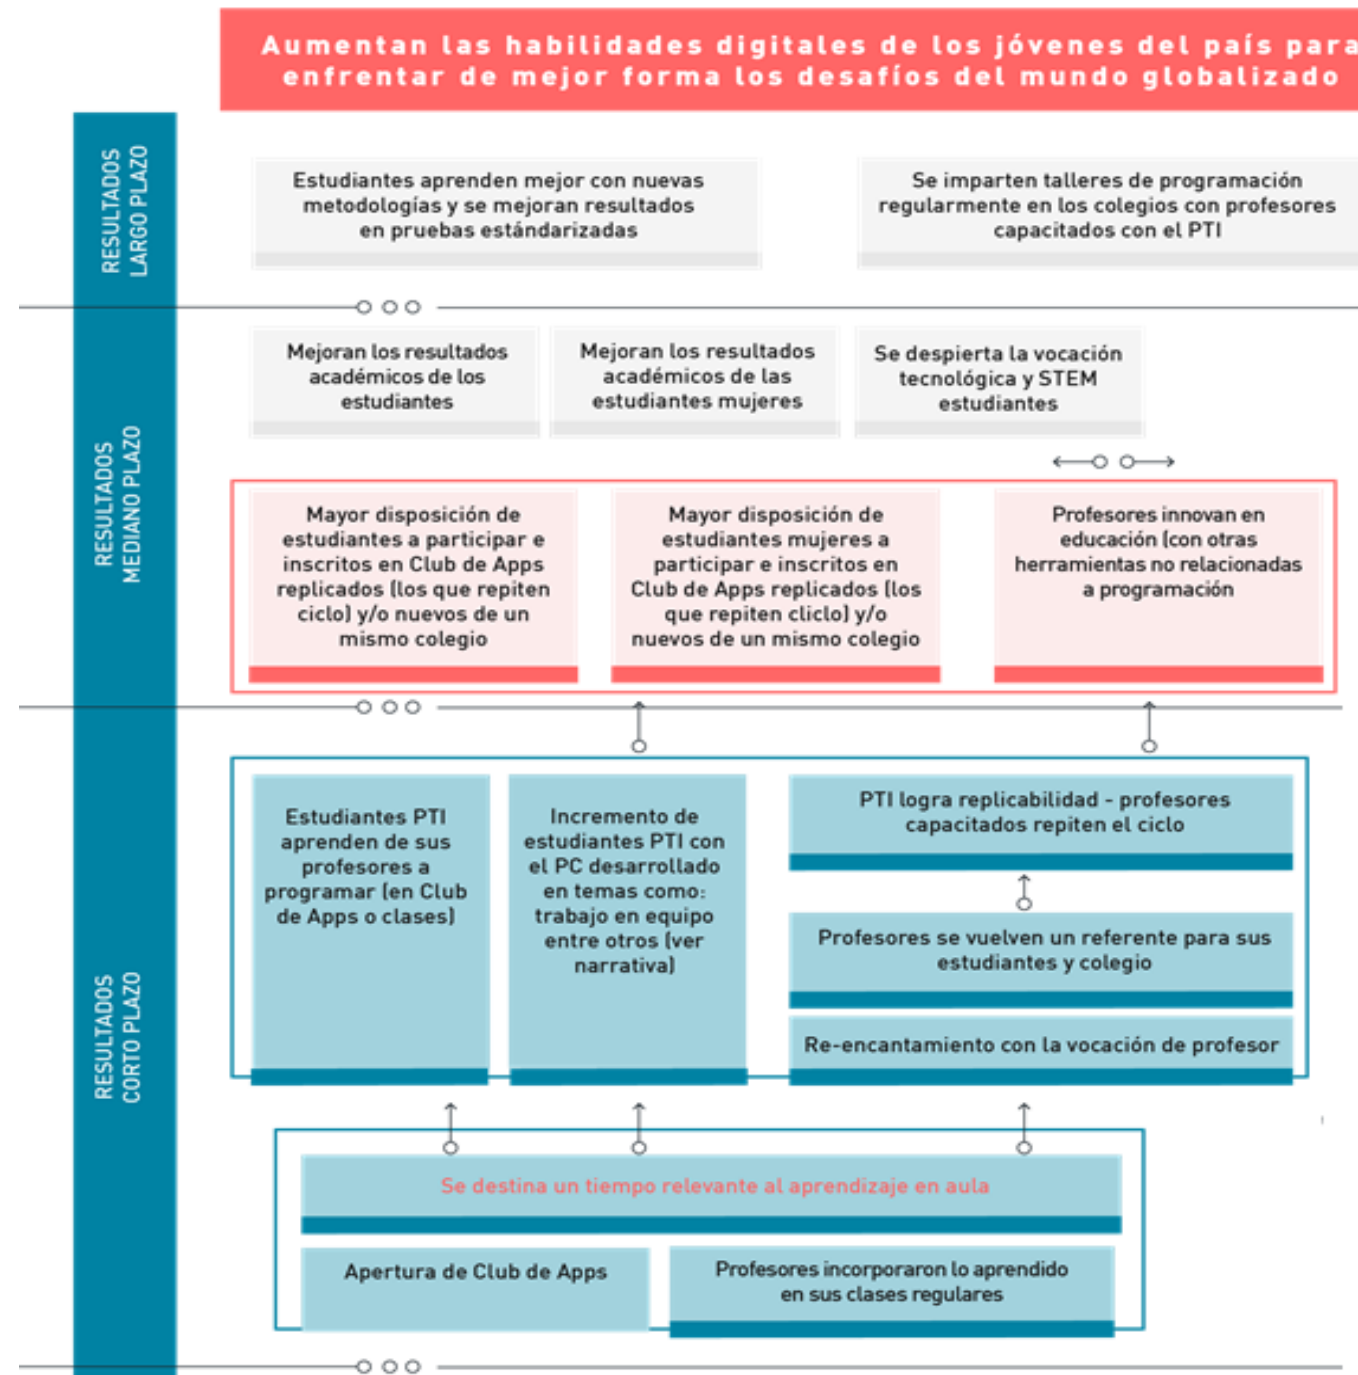 Aumentan las habilidades digitales de los jóvenes del país para
enfrentar de mejor forma los desafíos del mundo globalizado
RESULTADOS
LARGO PLAZO
Estudiantes aprenden mejor con nuevas
metodologías y se mejoran resultados
en pruebas estándarizadas
Se imparten talleres de programación
regularmente en los colegios con profesores
capacitados con el PTI
RESULTADOS
MEDIANO PLAZO
Mejoran los resultados
académicos de los
estudiantes
Mejoran los resultados
académicos de las
estudiantes mujeres
Se despierta la vocación
tecnológica y STEM
estudiantes
Mayor disposición de
estudiantes a participar e
inscritos en Club de Apps
replicados (los que repiten
ciclo) y/o nuevos de un
mismo colegio
Mayor disposición de
estudiantes mujeres a
participar e inscritos en
Club de Apps replicados (los
que repiten cliclo) y/o
nuevos de un mismo colegio
Profesores innovan en
educación (con otras
herramientas no relacionadas
a programación
RESULTADOS
CORTO PLAZO
Estudiantes PTI
aprenden de sus
profesores a
programar (en Club
de Apps o clases)
Incremento de
estudiantes PTI con
el PC desarrollado
en temas como:
trabajo en equipo
entre otros (ver
narrativa)
PTI logra replicabilidad - profesores
capacitados repiten el ciclo
Profesores se vuelven un referente para sus
estudiantes y colegio
Re-encantamiento con la vocación de profesor
Se destina un tiempo relevante al aprendizaje en aula
Apertura de Club de Apps
Profesores incorporaron lo aprendido
en sus clases regulares